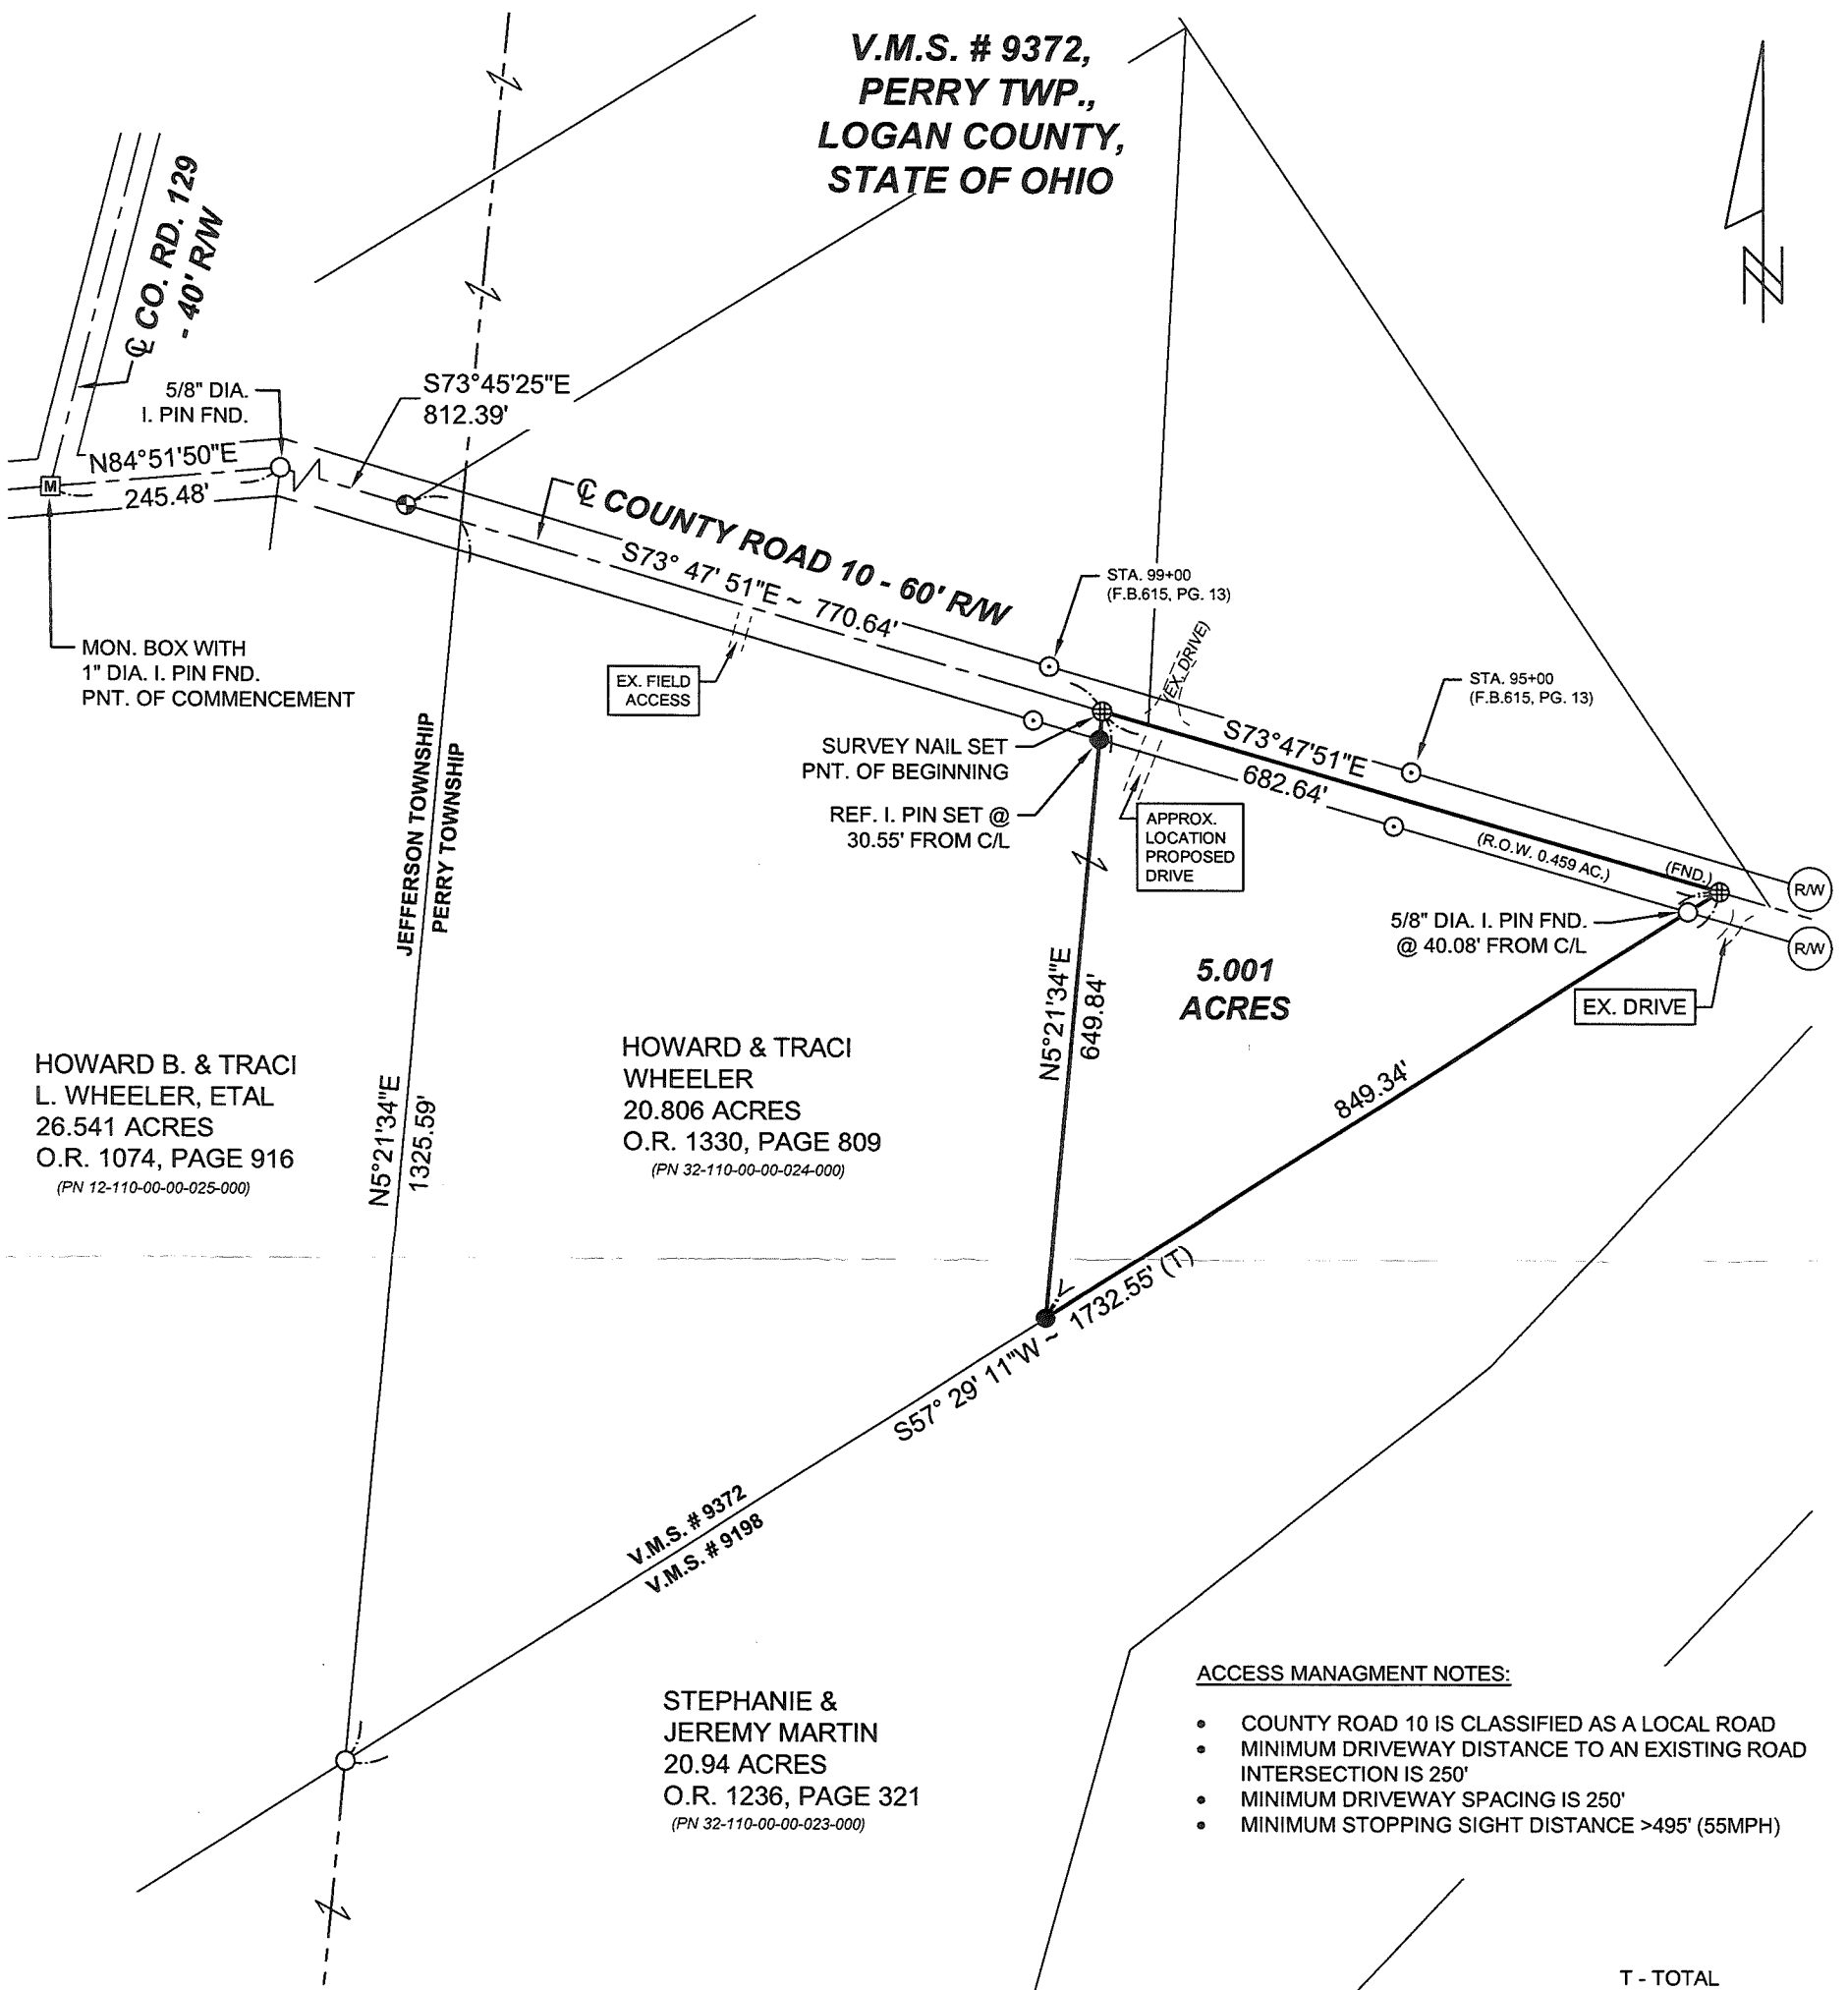 V.M.S. # 9372,
PERRY TWP.,
LOGAN COUNTY,
STATE OF OHIO
N
℄ CO. RD. 129
- 40' R/W
5/8" DIA.
I. PIN FND.
S73°45'25"E
812.39'
N84°51'50"E
245.48'
M
℄ COUNTY ROAD 10 - 60' R/W
S73° 47' 51"E ~ 770.64'
STA. 99+00
(F.B.615, PG. 13)
(EX. DRIVE)
STA. 95+00
(F.B.615, PG. 13)
MON. BOX WITH
1" DIA. I. PIN FND.
PNT. OF COMMENCEMENT
EX. FIELD
ACCESS
SURVEY NAIL SET
PNT. OF BEGINNING
S73°47'51"E
682.64'
REF. I. PIN SET @
30.55' FROM C/L
APPROX.
LOCATION
PROPOSED
DRIVE
(R.O.W. 0.459 AC.)
(FND.)
R/W
R/W
5/8" DIA. I. PIN FND.
@ 40.08' FROM C/L
EX. DRIVE
JEFFERSON TOWNSHIP
PERRY TOWNSHIP
5.001
ACRES
N5°21'34"E
649.84'
HOWARD B. & TRACI
L. WHEELER, ETAL
26.541 ACRES
O.R. 1074, PAGE 916
(PN 12-110-00-00-025-000)
N5°21'34"E
1325.59'
HOWARD & TRACI
WHEELER
20.806 ACRES
O.R. 1330, PAGE 809
(PN 32-110-00-00-024-000)
849.34'
S57° 29' 11"W ~ 1732.55' (T)
V.M.S. # 9372
V.M.S. # 9198
STEPHANIE &
JEREMY MARTIN
20.94 ACRES
O.R. 1236, PAGE 321
(PN 32-110-00-00-023-000)
ACCESS MANAGMENT NOTES:
• COUNTY ROAD 10 IS CLASSIFIED AS A LOCAL ROAD
• MINIMUM DRIVEWAY DISTANCE TO AN EXISTING ROAD
INTERSECTION IS 250'
• MINIMUM DRIVEWAY SPACING IS 250'
• MINIMUM STOPPING SIGHT DISTANCE >495' (55MPH)
T - TOTAL